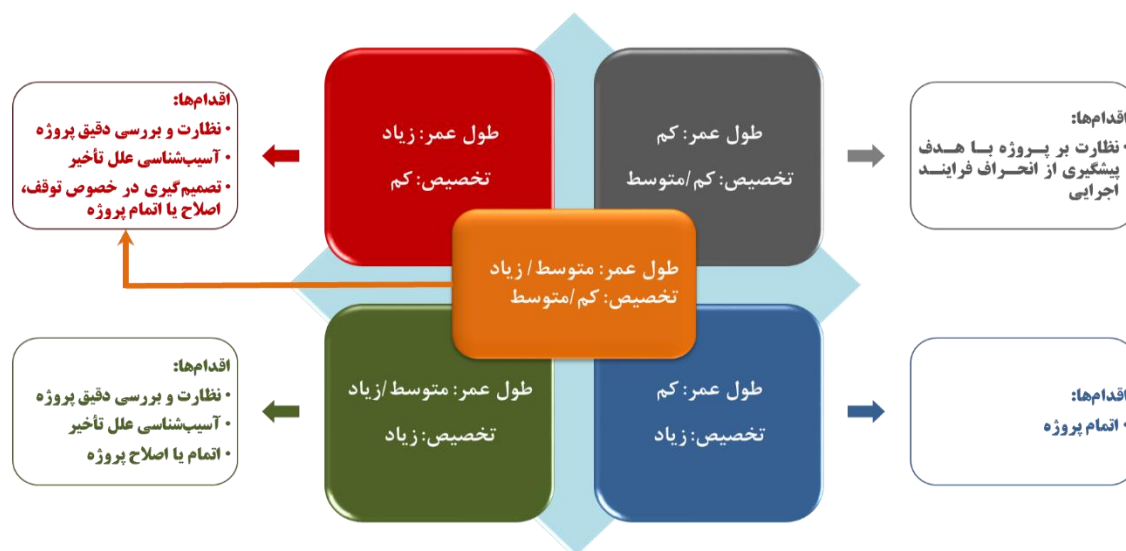 اقدام‌ها:
• نظارت بر پروژه با هدف
پیشگیری از انحراف فرایند
اجرایی
طول عمر: کم
تخصیص: کم/متوسط
طول عمر: زیاد
تخصیص: کم
اقدام‌ها:
• نظارت و بررسی دقیق پروژه
• آسیب‌شناسی علل تأخیر
• تصمیم‌گیری در خصوص توقف،
اصلاح یا اتمام پروژه
طول عمر: متوسط/ زیاد
تخصیص: کم/متوسط
اقدام‌ها:
• اتمام پروژه
طول عمر: کم
تخصیص: زیاد
طول عمر: متوسط/زیاد
تخصیص: زیاد
اقدام‌ها:
• نظارت و بررسی دقیق پروژه
• آسیب‌شناسی علل تأخیر
• اتمام یا اصلاح پروژه